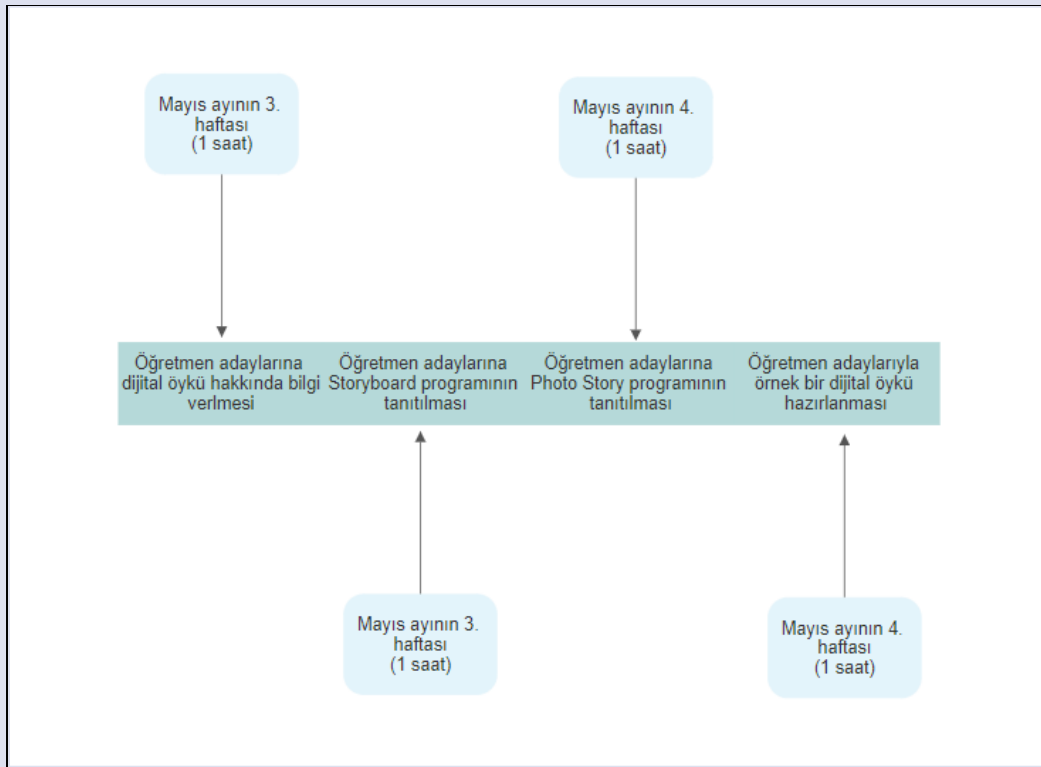 Mayıs ayının 3.
haftası
(1 saat)
Mayıs ayının 4.
haftası
(1 saat)
Öğretmen adaylarına
dijital öykü hakkında bilgi
verlmesi
Öğretmen adaylarına
Storyboard programının
tanıtılması
Öğretmen adaylarına
Photo Story programının
tanıtılması
Öğretmen adaylarıyla
örnek bir dijital öykü
hazırlanması
Mayıs ayının 3.
haftası
(1 saat)
Mayıs ayının 4.
haftası
(1 saat)